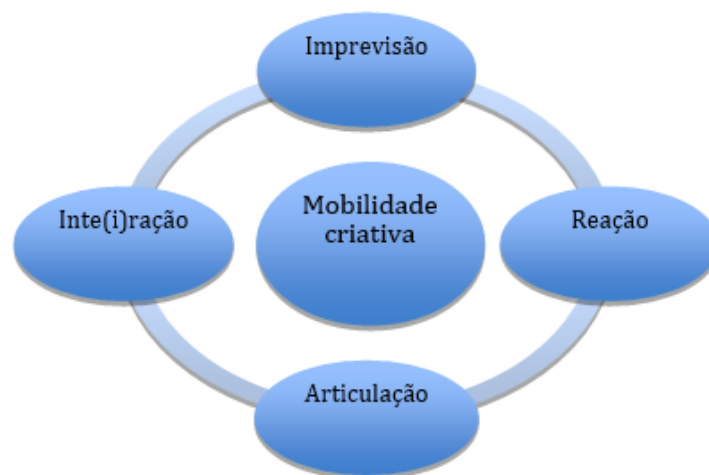 Imprevisão
Inte(i)ração
Mobilidade
criativa
Reação
Articulação